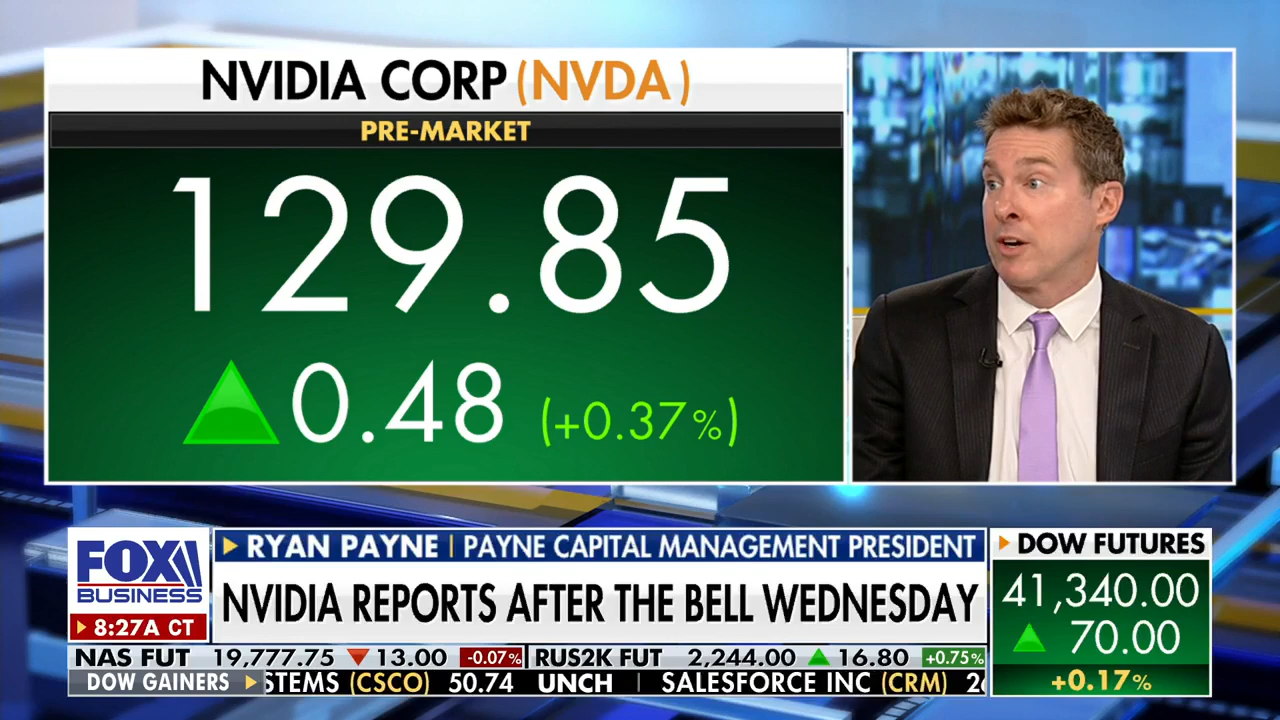 NVIDIA CORP (NVDA)
PRE-MARKET
129.85
0.48 (+0.37%)
FOX
BUSINESS
8:27A CT
RYAN PAYNE | PAYNE CAPITAL MANAGEMENT PRESIDENT
NVIDIA REPORTS AFTER THE BELL WEDNESDAY
DOW FUTURES
41,340.00
70.00
+0.17%
NAS FUT 19,777.75 13.00 -0.07% RUS2K FUT 2,244.00 16.80 +0.75%
DOW GAINERS STEMS (CSCO) 50.74 UNCH SALESFORCE INC (CRM)